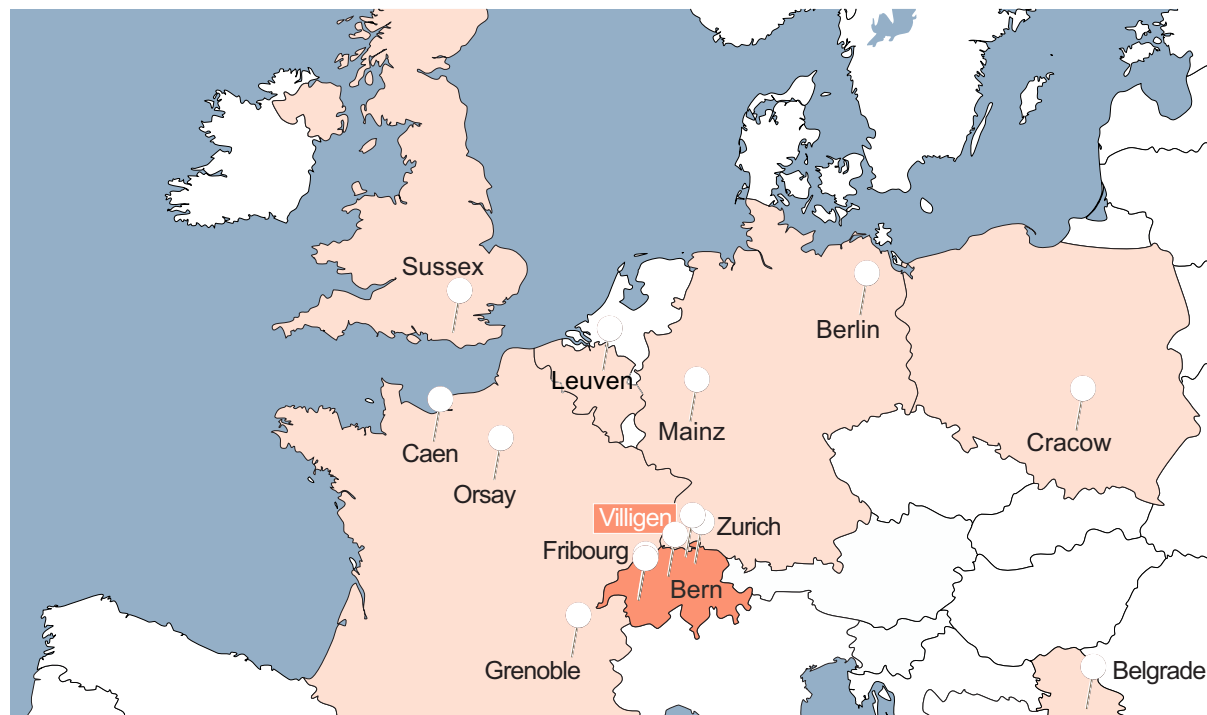 Sussex
Berlin
Leuven
Mainz
Caen
Cracow
Orsay
Villigen
Zurich
Fribourg
Bern
Grenoble
Belgrade